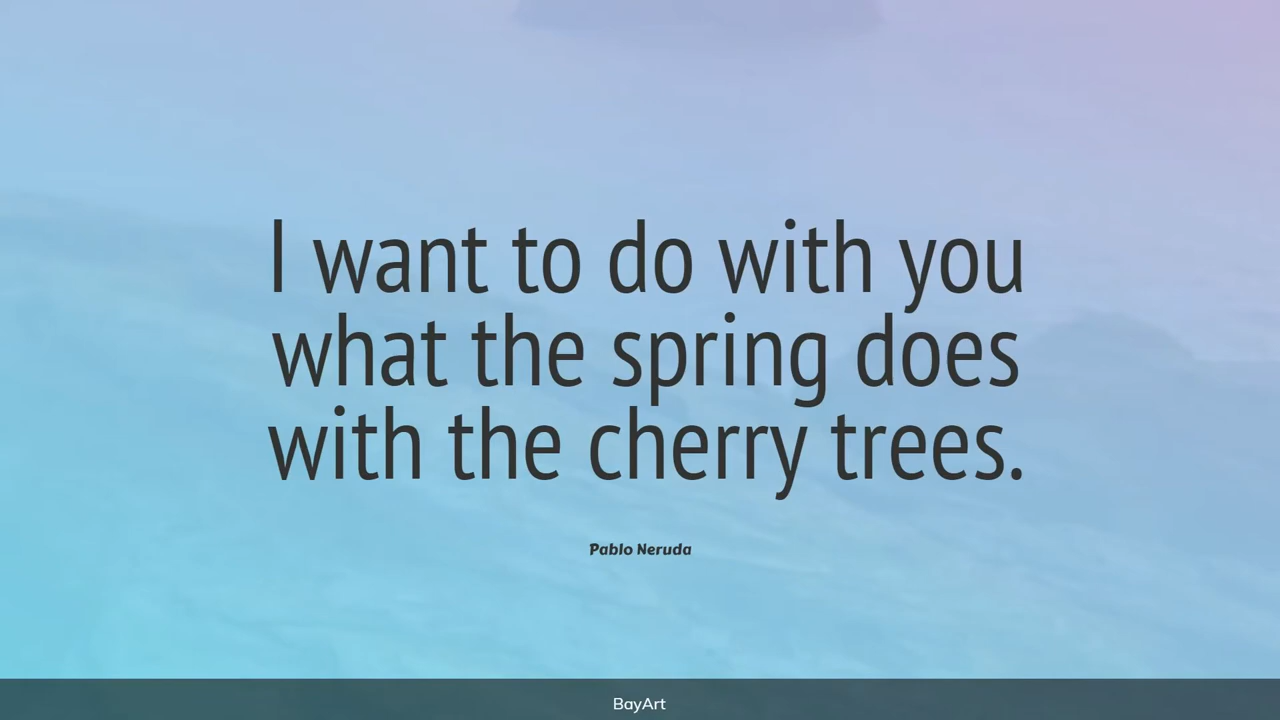 I want to do with you
what the spring does
with the cherry trees.
Pablo Neruda
BayArt